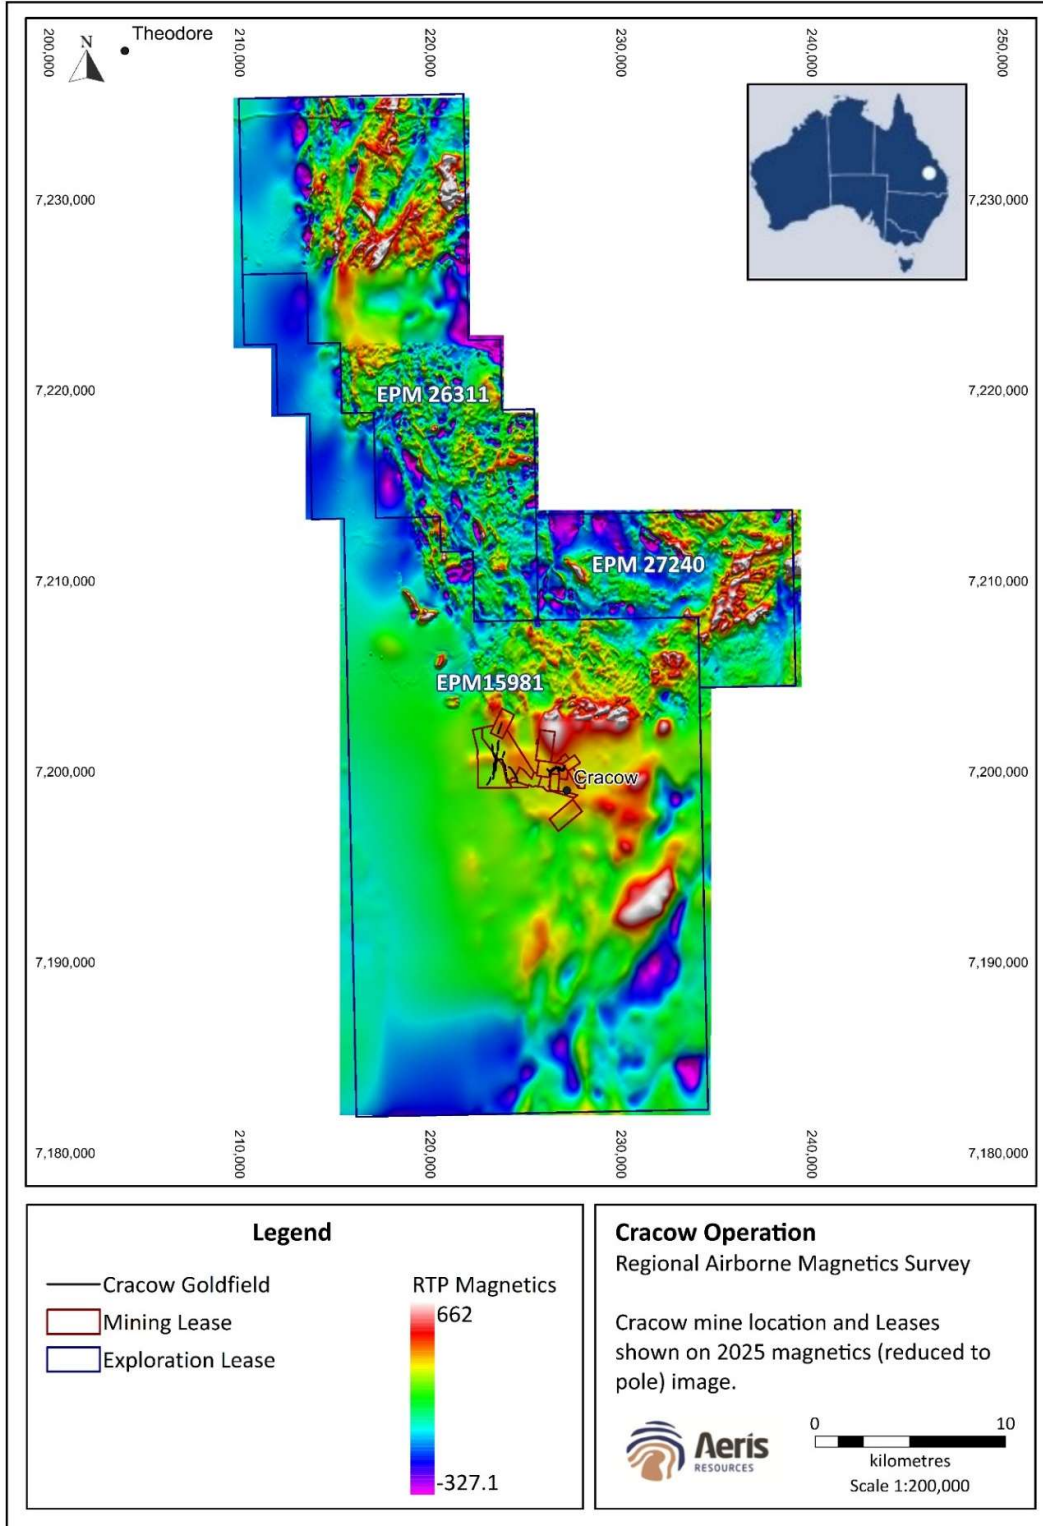 Theodore
N
200,000
210,000
220,000
230,000
240,000
250,000
7,230,000
7,230,000
7,220,000
7,220,000
EPM 26311
7,210,000
7,210,000
EPM 27240
EPM15981
7,200,000
7,200,000
Cracow
7,190,000
7,190,000
7,180,000
7,180,000
210,000
220,000
230,000
240,000
Legend
Cracow Goldfield
Mining Lease
Exploration Lease
RTP Magnetics
662
-327.1
Cracow Operation
Regional Airborne Magnetics Survey
Cracow mine location and Leases
shown on 2025 magnetics (reduced to
pole) image.
Aeris
RESOURCES
0 10
kilometres
Scale 1:200,000